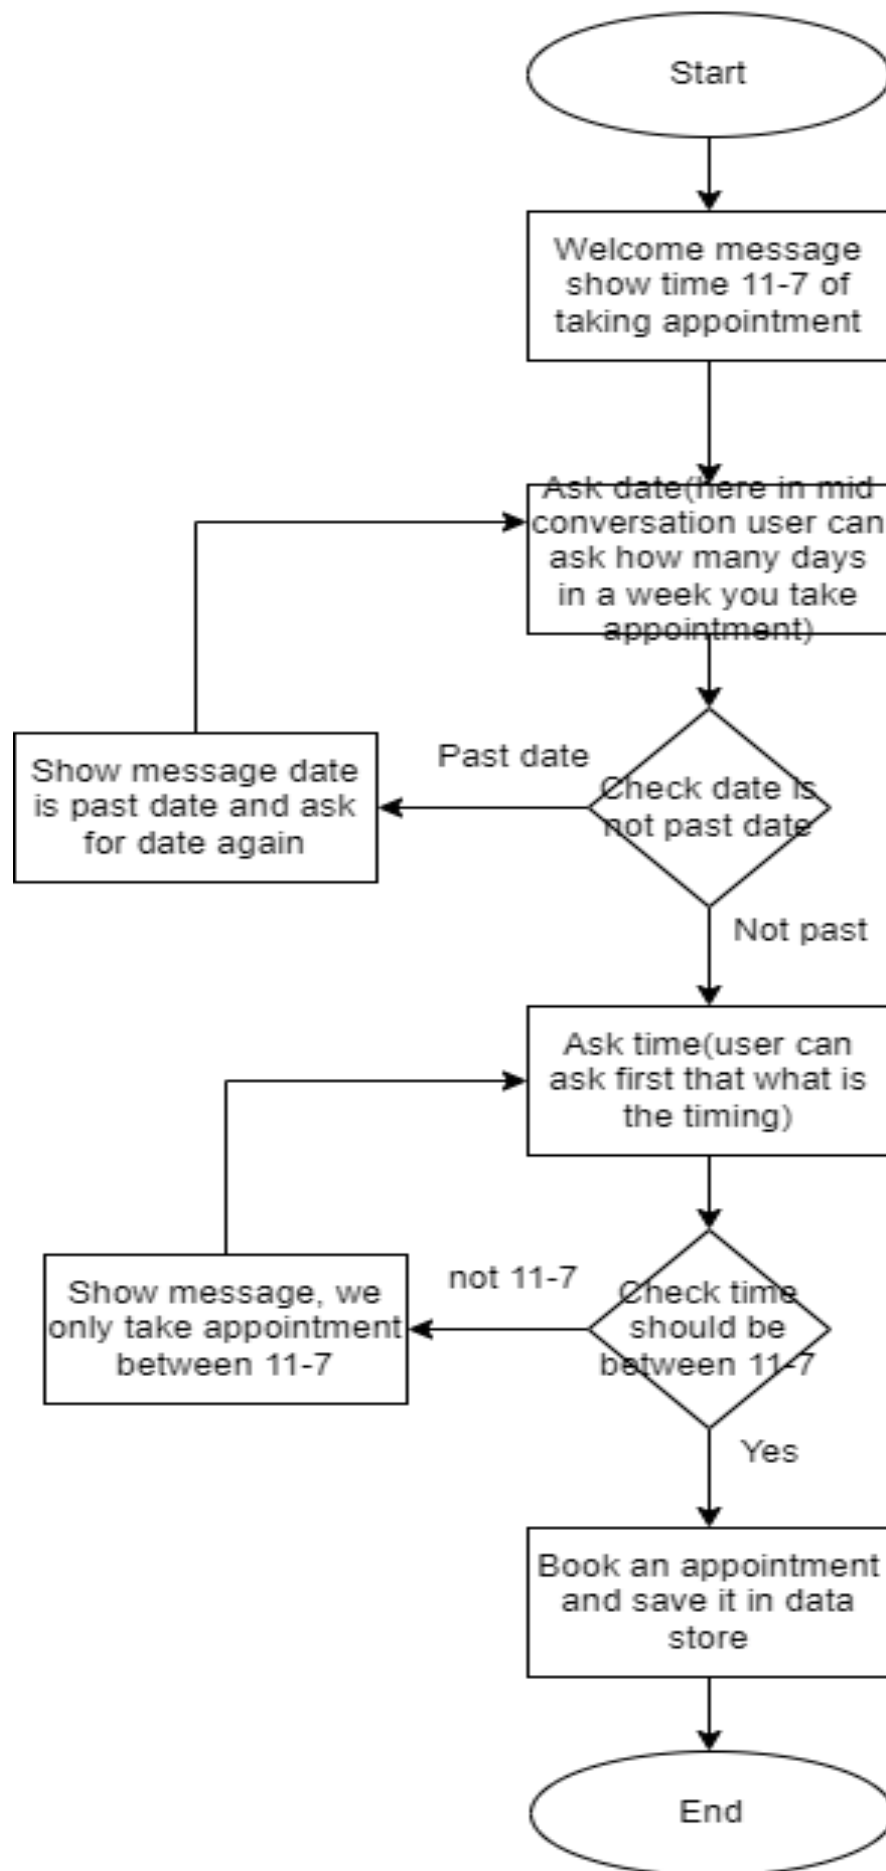 Start
Welcome message
show time 11-7 of
taking appointment
Ask date(here in mid
conversation user can
ask how many days
in a week you take
appointment)
Past date
Check date is
not past date
Show message date
is past date and ask
for date again
Not past
Ask time(user can
ask first that what is
the timing)
not 11-7
Check time
should be
between 11-7
Show message, we
only take appointment
between 11-7
Yes
Book an appointment
and save it in data
store
End